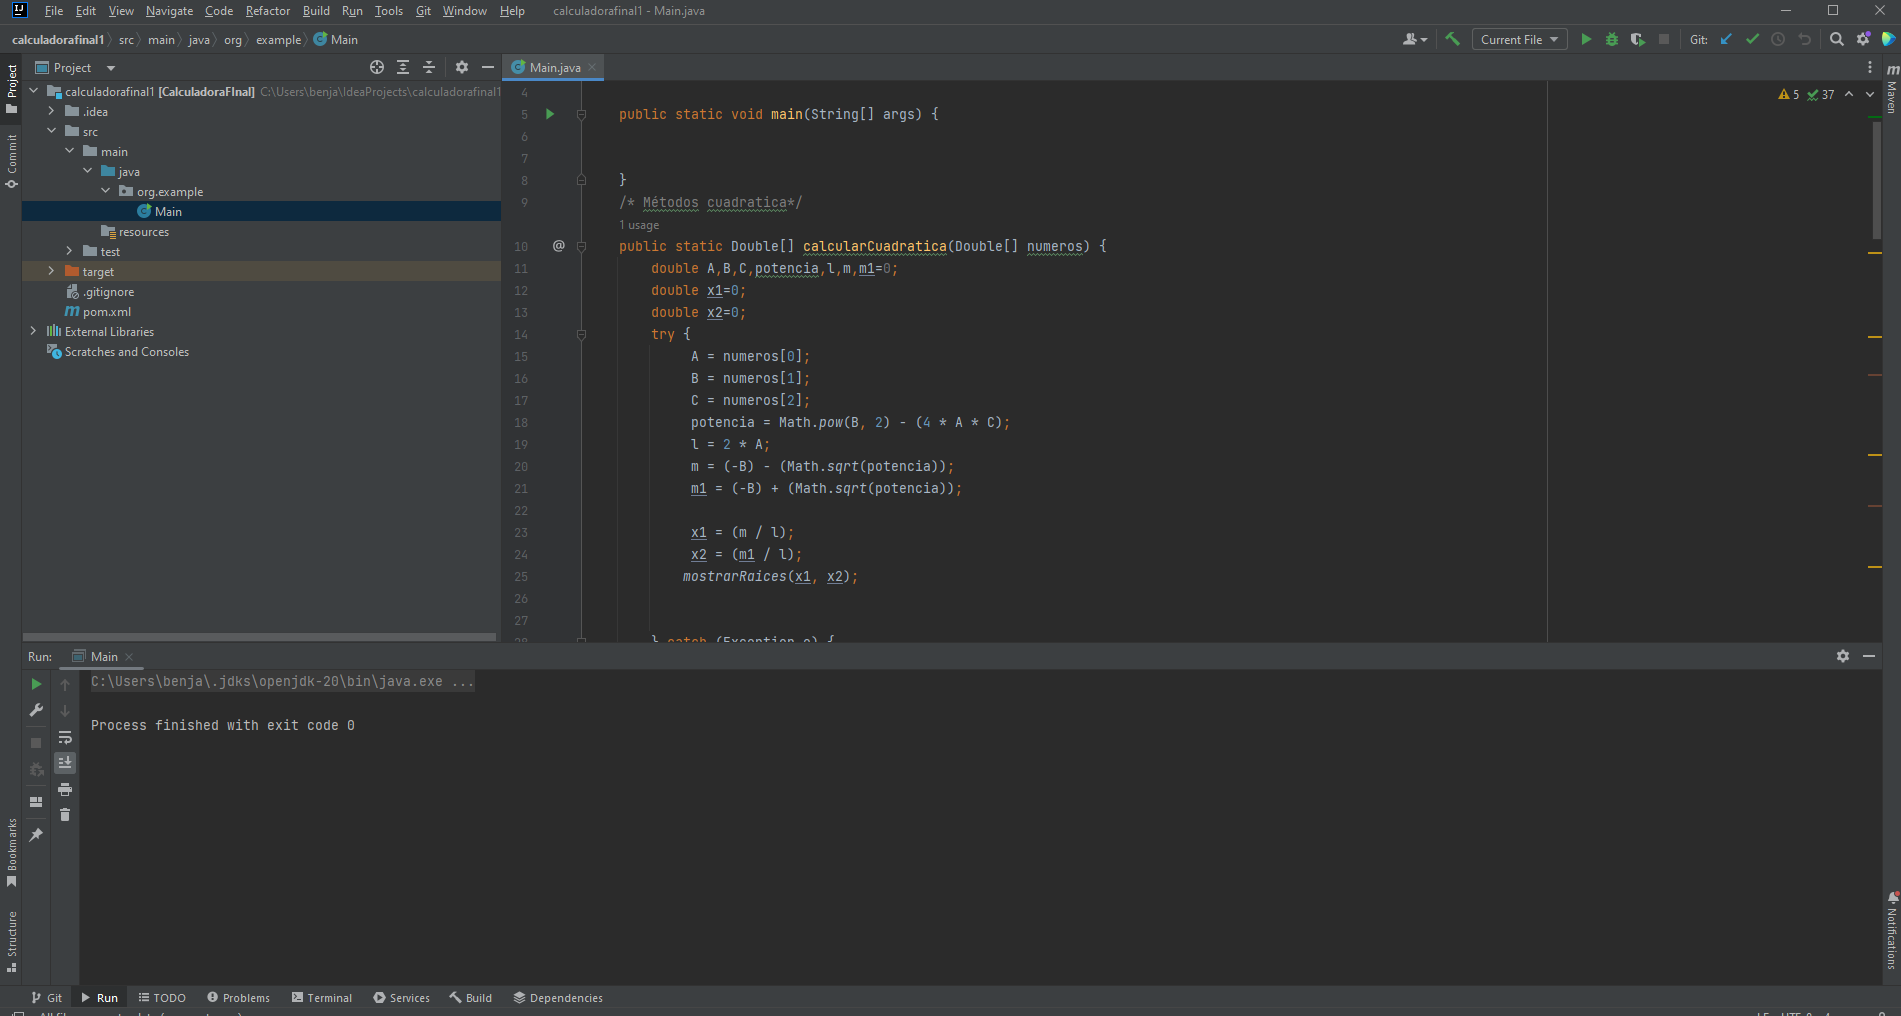 File Edit View Navigate Code Refactor Build Run Tools Git Window Help calculadorafinal1 - Main.java
calculadorafinal1 src main java org example Main
Current File Git:
Project
Main.java
calculadorafinal1 [CalculadoraFInal] C:\Users\benja\IdeaProjects\calculadorafinal1
.idea
src
main
java
org.example
Main
resources
test
target
.gitignore
pom.xml
External Libraries
Scratches and Consoles
Project
Commit
Bookmarks
Structure
5 37
Maven
Notifications
4
5 public static void main(String[] args) {
6
7
8 }
9 /* Métodos cuadratica*/
1 usage
10 @ public static Double[] calcularCuadratica(Double[] numeros) {
11 double A,B,C,potencia,l,m,m1=0;
12 double x1=0;
13 double x2=0;
14 try {
15 A = numeros[0];
16 B = numeros[1];
17 C = numeros[2];
18 potencia = Math.pow(B, 2) - (4 * A * C);
19 l = 2 * A;
20 m = (-B) - (Math.sqrt(potencia));
21 m1 = (-B) + (Math.sqrt(potencia));
22
23 x1 = (m / l);
24 x2 = (m1 / l);
25 mostrarRaices(x1, x2);
26
27
28 } catch (Exception e) {
Run: Main
C:\Users\benja\.jdks\openjdk-20\bin\java.exe ...
Process finished with exit code 0
Git Run TODO Problems Terminal Services Build Dependencies